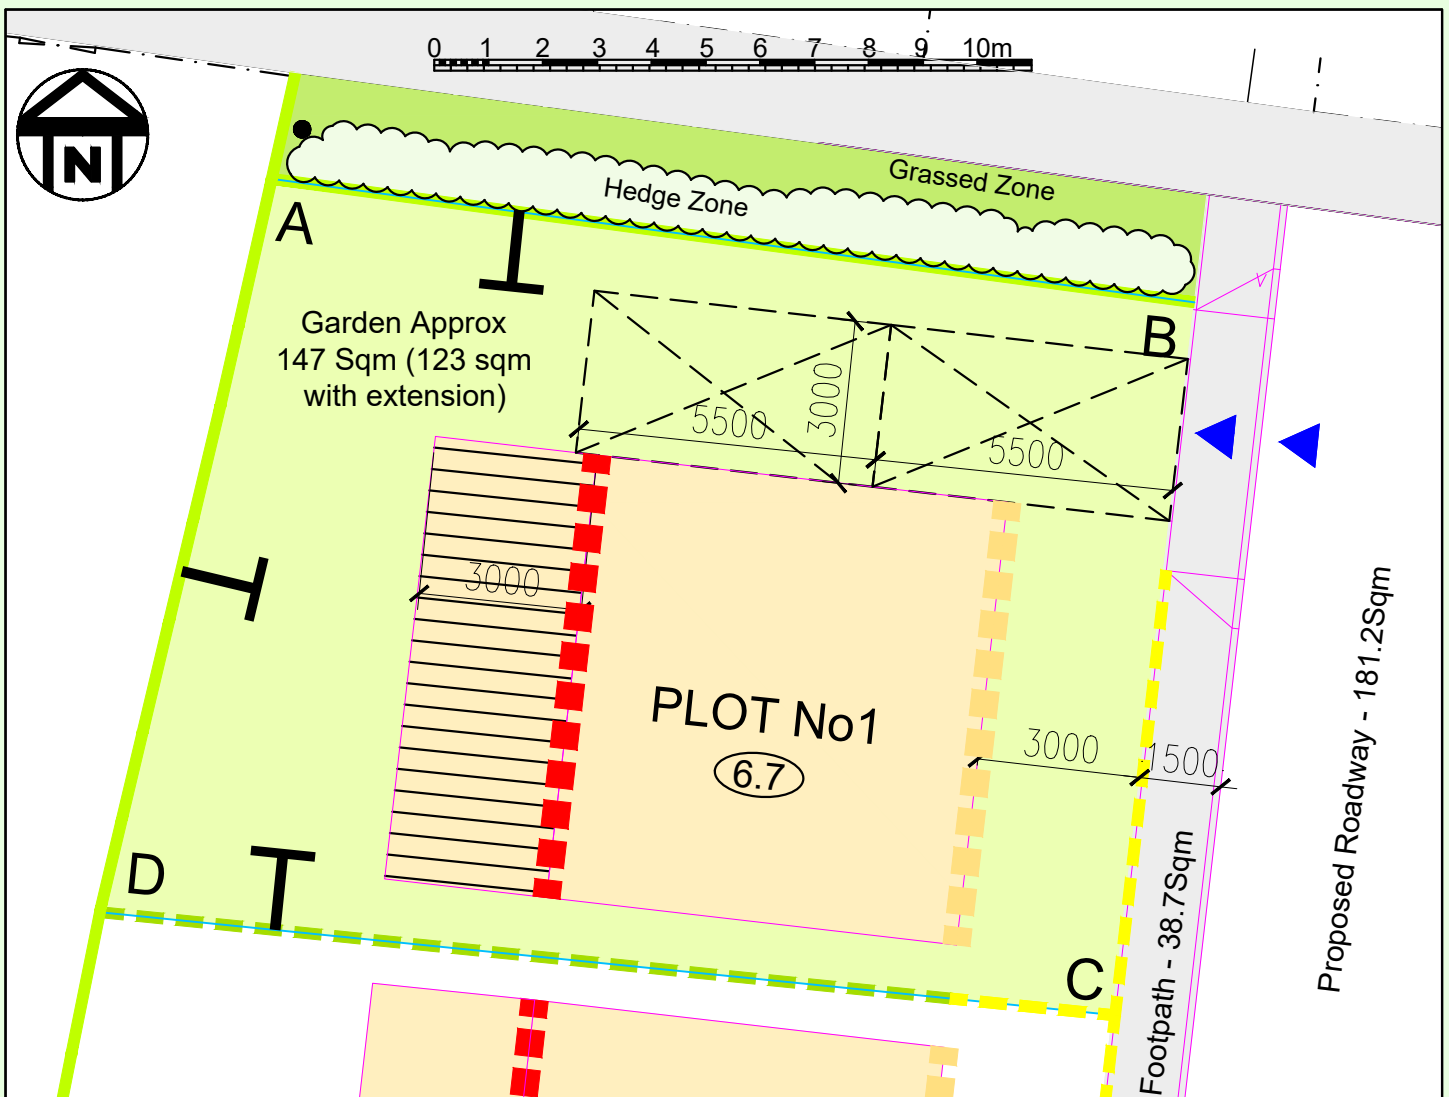 0 1 2 3 4 5 6 7 8 9 10m
N
Grassed Zone
Hedge Zone
A
B
Garden Approx
147 Sqm (123 sqm
with extension)
3000
5500
5500
3000
PLOT No1
6.7
3000
1500
D
C
Footpath - 38.7Sqm
Proposed Roadway - 181.2Sqm